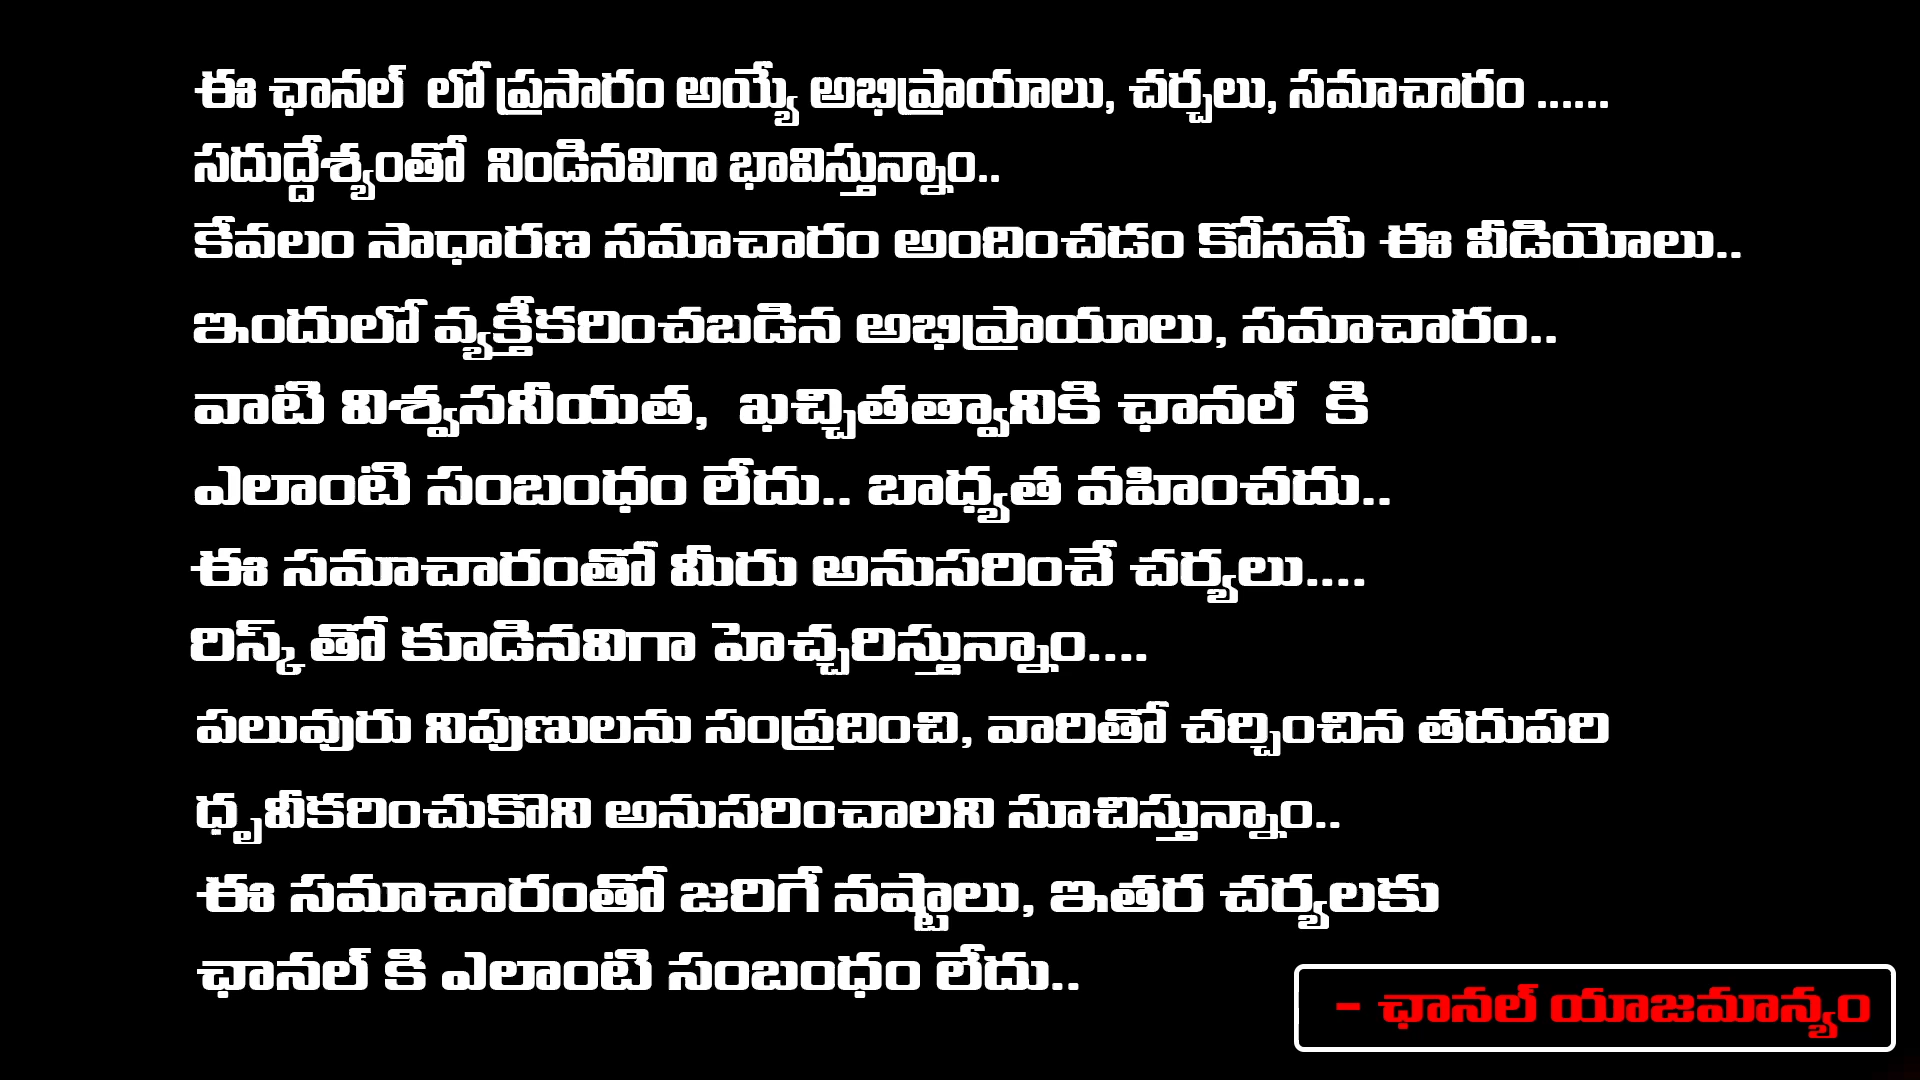 ఈ ఛానల్ లో ప్రసారం అయ్యే అభిప్రాయాలు, చర్చలు, సమాచారం ......
సదుద్దేశ్యంతో నిండినవిగా భావిస్తున్నాం..
కేవలం సాధారణ సమాచారం అందించడం కోసమే ఈ వీడియోలు..
ఇందులో వ్యక్తీకరించబడిన అభిప్రాయాలు, సమాచారం..
వాటి విశ్వసనీయత, ఖచ్చితత్వానికి ఛానల్ కి
ఎలాంటి సంబంధం లేదు.. బాధ్యత వహించదు..
ఈ సమాచారంతో మీరు అనుసరించే చర్యలు....
రిస్క్ తో కూడినవిగా హెచ్చరిస్తున్నాం....
పలువురు నిపుణులను సంప్రదించి, వారితో చర్చించిన తదుపరి
ధృవీకరించుకొని అనుసరించాలని సూచిస్తున్నాం..
ఈ సమాచారంతో జరిగే నష్టాలు, ఇతర చర్యలకు
ఛానల్ కి ఎలాంటి సంబంధం లేదు..
- ఛానల్ యాజమాన్యం